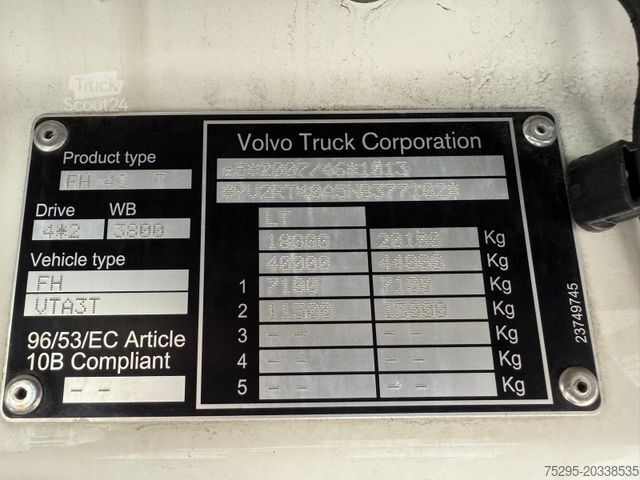 Truck
Scout24
Volvo Truck Corporation
Product type
FH 42 T
Drive WB
4*2 3800
Vehicle type
FH
VTA3T
96/53/EC Article
10B Compliant
-- --
LT
Kg
Kg
1 7100 7100 Kg
2 11500 Kg
3 -- -- Kg
4 -- -- Kg
5 -- -- Kg
23749745
75295-20338535